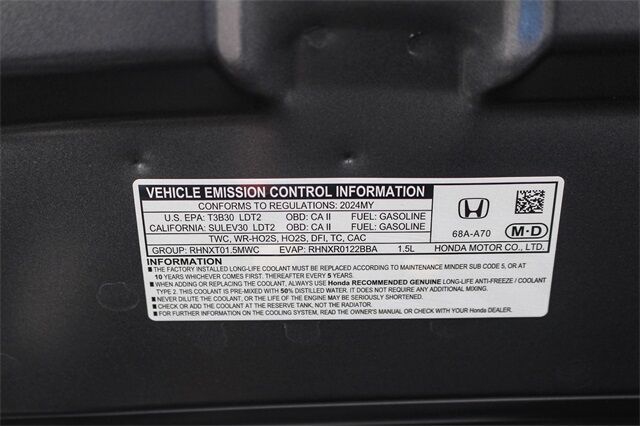 VEHICLE EMISSION CONTROL INFORMATION
CONFORMS TO REGULATIONS: 2024MY
U.S. EPA: T3B30 LDT2 OBD: CA II FUEL: GASOLINE
CALIFORNIA: SULEV30 LDT2 OBD: CA II FUEL: GASOLINE
TWC, WR-HO2S, HO2S, DFI, TC, CAC
GROUP: RHNXT01.5MWC EVAP: RHNXR0122BBA 1.5L
68A-A70 M-D
HONDA MOTOR CO., LTD.
INFORMATION
■ THE FACTORY INSTALLED LONG-LIFE COOLANT MUST BE REPLACED ACCORDING TO MAINTENANCE MINDER SUB CODE 5, OR AT
10 YEARS WHICHEVER IS FIRST. THEREAFTER EVERY 5 YEARS.
■ WHEN ADDING OR REPLACING THE COOLANT, ALWAYS USE Honda RECOMMENDED GENUINE LONG-LIFE ANTI-FREEZE / COOLANT
TYPE 2. THIS COOLANT IS PRE-MIXED WITH 50% DISTILLED WATER. IT DOES NOT REQUIRE ADDITIONAL MIXING.
■ NEVER DILUTE THE COOLANT, OR THE LIFE OF THE ENGINE MAY BE SERIOUSLY SHORTENED.
■ CHECK OR ADD THE COOLANT AT THE RESERVE TANK, NOT THE RADIATOR.
■ FOR FURTHER INFORMATION ON THE COOLING SYSTEM, READ THE OWNER'S MANUAL OR CHECK WITH YOUR Honda DEALER.